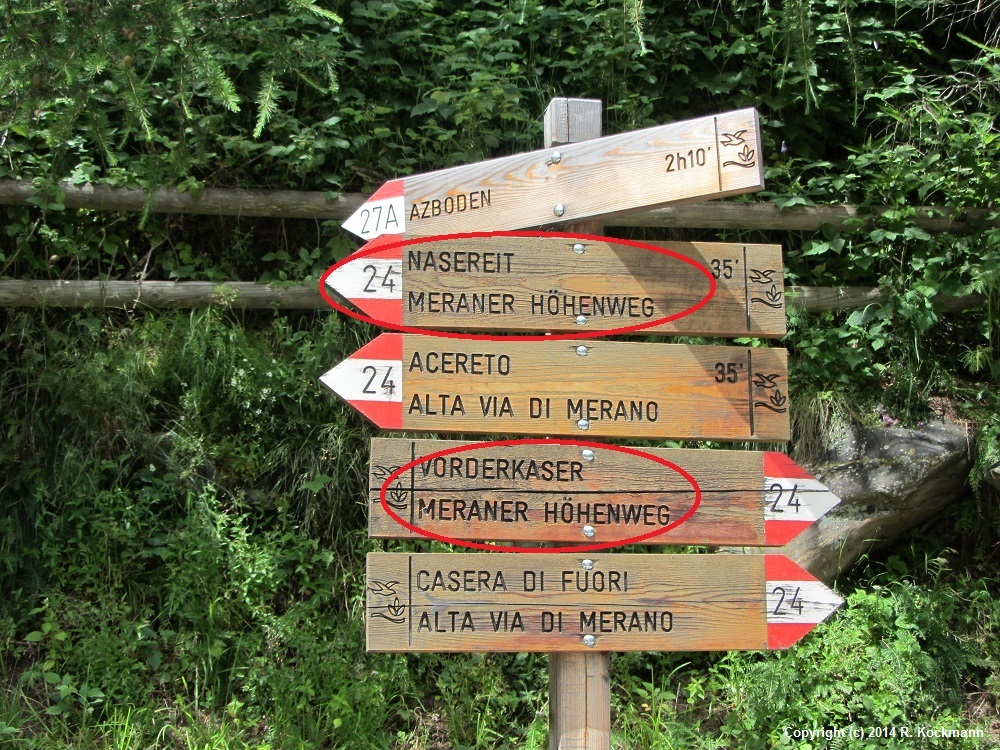 27A AZBODEN 2h10'
24 NASEREIT 35'
MERANER HÖHENWEG
24 ACERETO 35'
ALTA VIA DI MERANO
VORDERKASER
MERANER HÖHENWEG 24
CASERA DI FUORI
ALTA VIA DI MERANO 24
Copyright (c) 2014 R. Kockmann